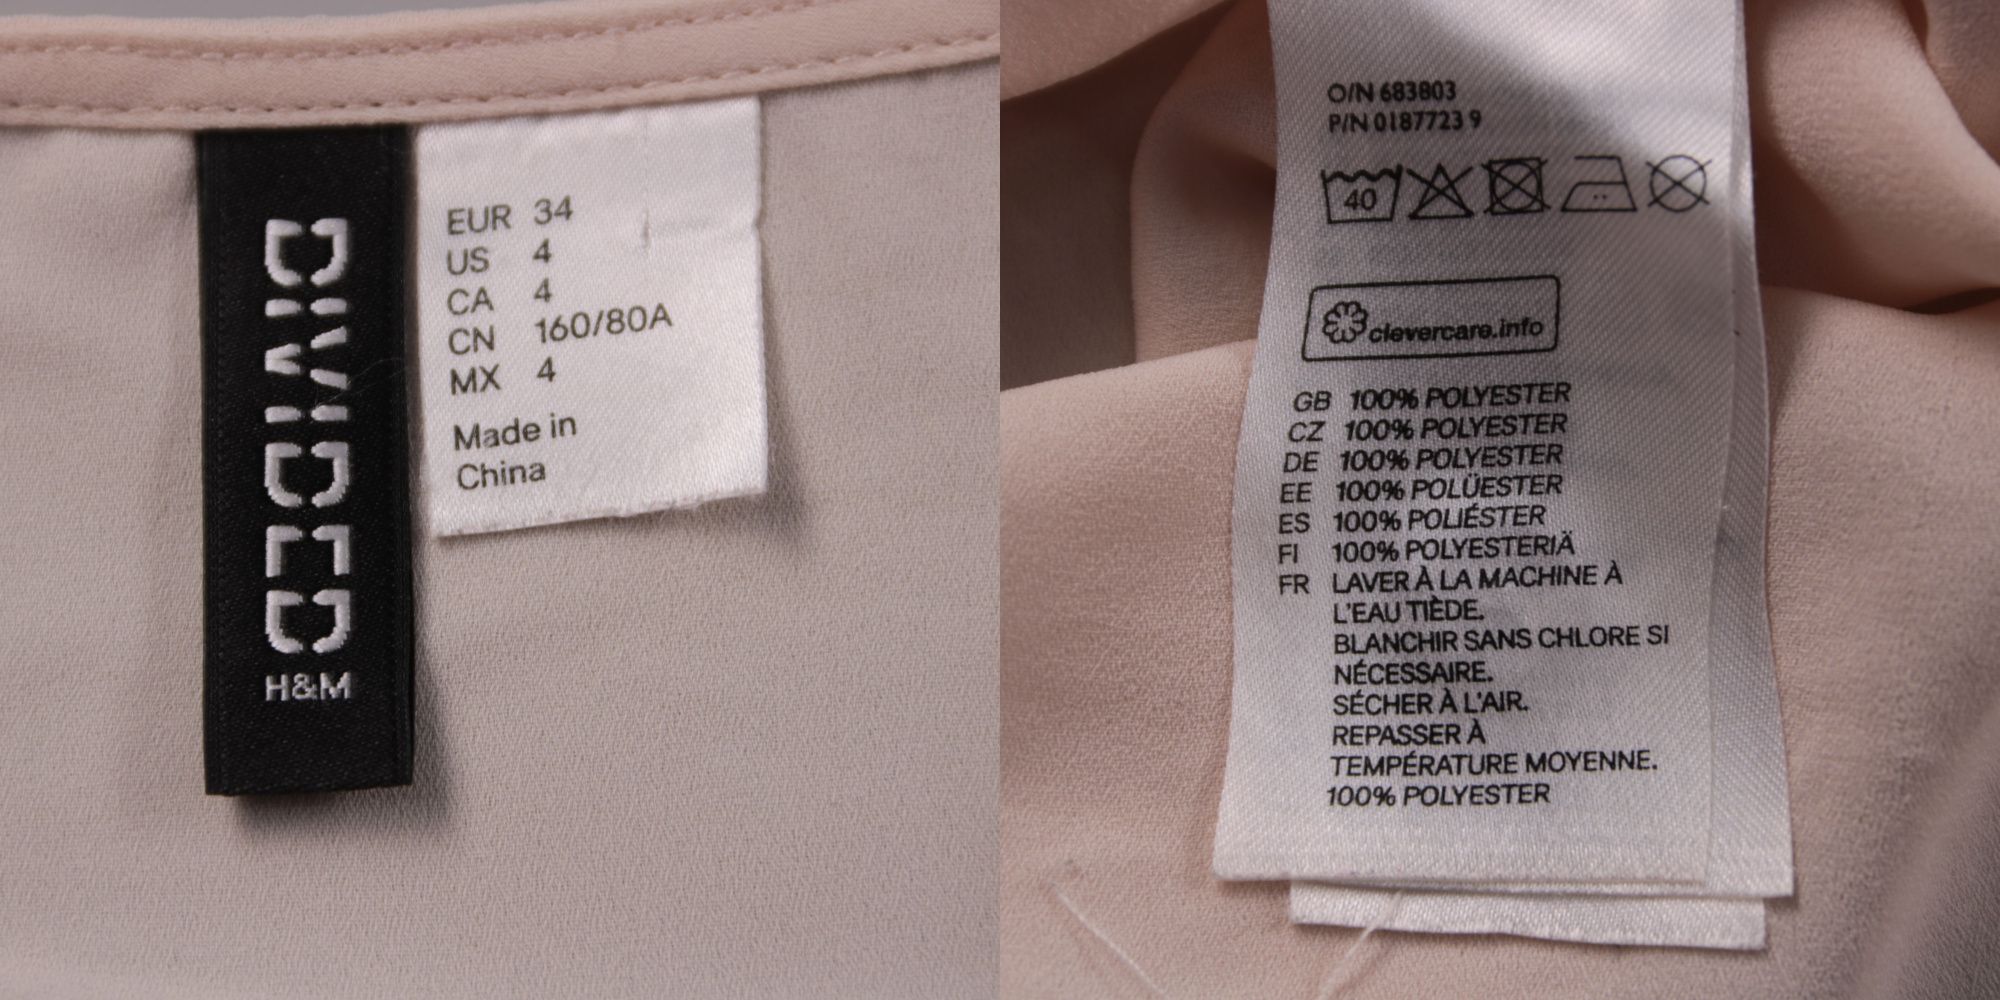 DIVIDED
H&M
EUR 34
US 4
CA 4
CN 160/80A
MX 4
Made in
China
O/N 683803
P/N 0187723 9
40
clevercare.info
GB 100% POLYESTER
CZ 100% POLYESTER
DE 100% POLYESTER
EE 100% POLÜESTER
ES 100% POLIÉSTER
FI 100% POLYESTERIÄ
FR LAVER À LA MACHINE À
L'EAU TIÈDE.
BLANCHIR SANS CHLORE SI
NÉCESSAIRE.
SÉCHER À L'AIR.
REPASSER À
TEMPÉRATURE MOYENNE.
100% POLYESTER